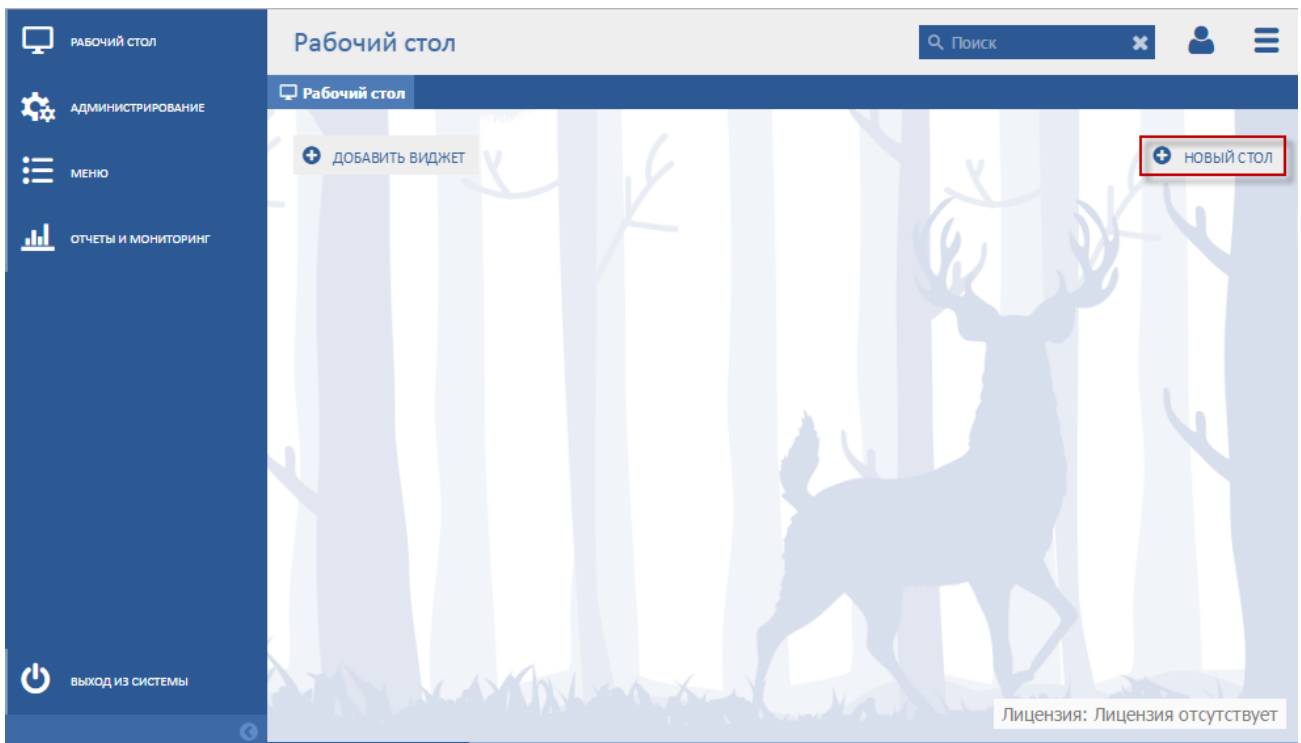 РАБОЧИЙ СТОЛ
АДМИНИСТРИРОВАНИЕ
МЕНЮ
ОТЧЕТЫ И МОНИТОРИНГ
ВЫХОД ИЗ СИСТЕМЫ
Рабочий стол
Поиск
Рабочий стол
ДОБАВИТЬ ВИДЖЕТ
НОВЫЙ СТОЛ
Лицензия: Лицензия отсутствует